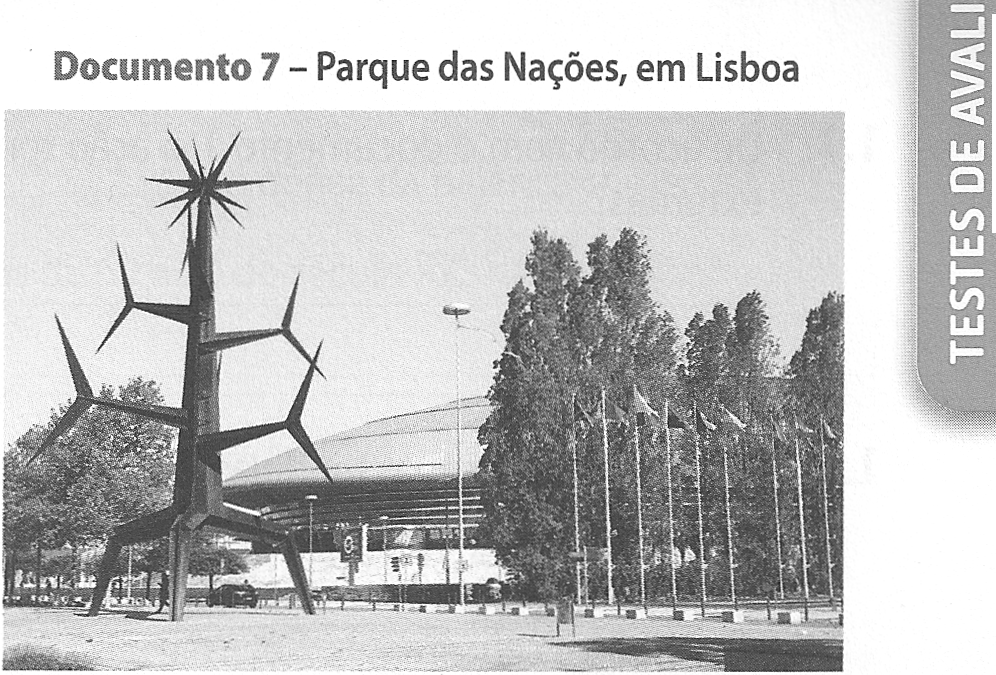 Documento 7 – Parque das Nações, em Lisboa
TESTES DE AVALI